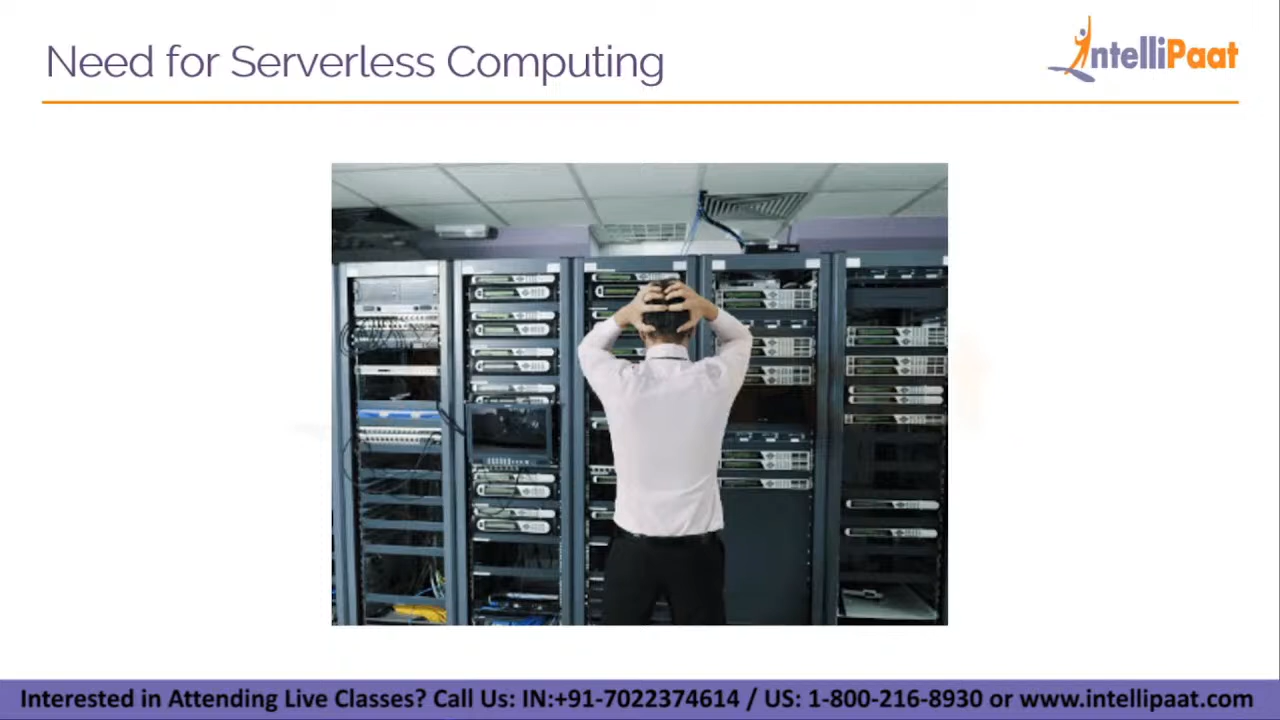 Need for Serverless Computing
IntelliPaat
Interested in Attending Live Classes? Call Us: IN:+91-7022374614 / US: 1-800-216-8930 or www.intellipaat.com